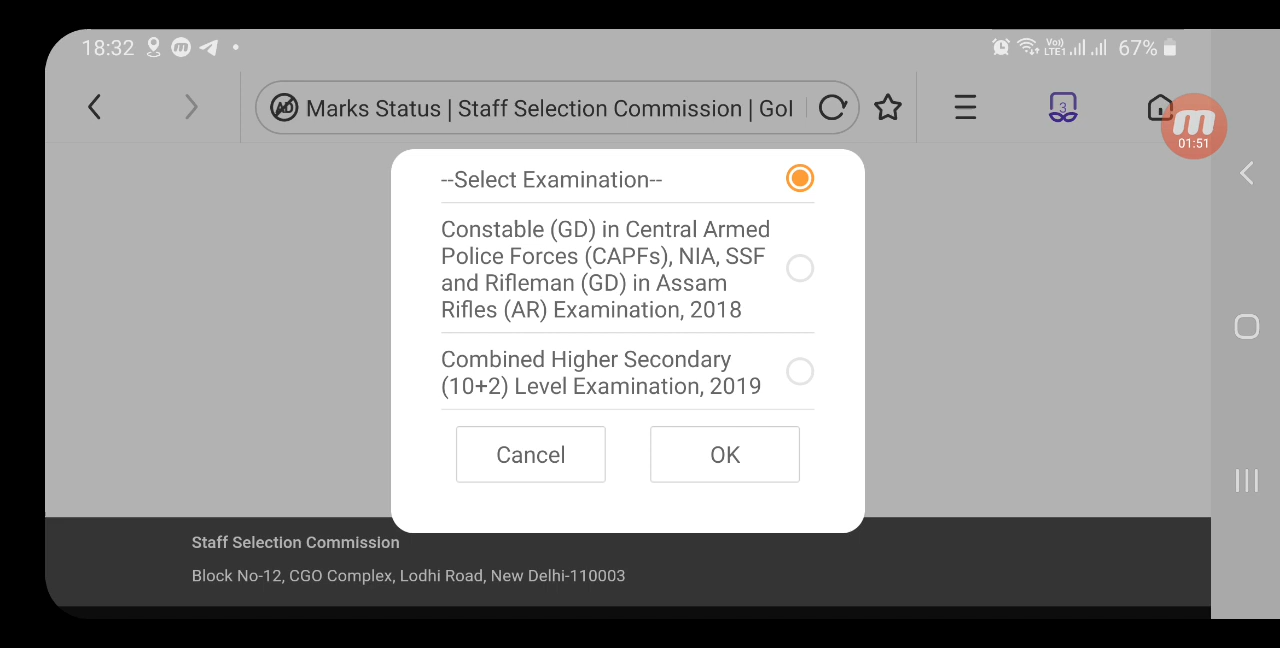 18:32
67%
Marks Status | Staff Selection Commission | GoI
3
01:51
--Select Examination--
Constable (GD) in Central Armed
Police Forces (CAPFs), NIA, SSF
and Rifleman (GD) in Assam
Rifles (AR) Examination, 2018
Combined Higher Secondary
(10+2) Level Examination, 2019
Cancel OK
Staff Selection Commission
Block No-12, CGO Complex, Lodhi Road, New Delhi-110003